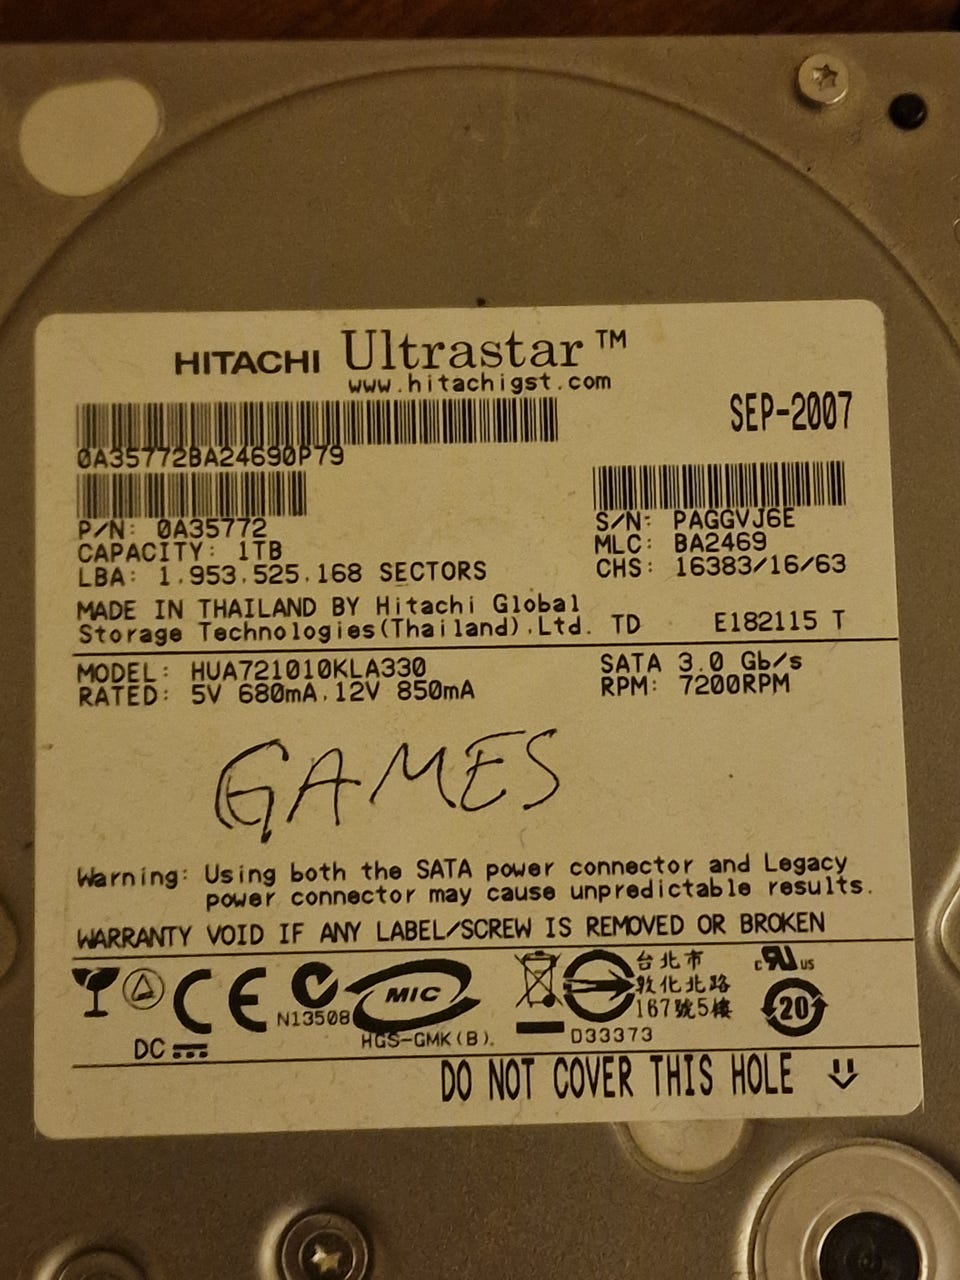 HITACHI Ultrastar™
www.hitachigst.com
SEP-2007
0A35772BA24690P79
P/N: 0A35772
CAPACITY: 1TB
LBA: 1,953,525,168 SECTORS
S/N: PAGGVJ6E
MLC: BA2469
CHS: 16383/16/63
MADE IN THAILAND BY Hitachi Global
Storage Technologies(Thailand),Ltd. TD E182115 T
MODEL: HUA721010KLA330
RATED: 5V 680mA, 12V 850mA
SATA 3.0 Gb/s
RPM: 7200RPM
GAMES
Warning: Using both the SATA power connector and Legacy
power connector may cause unpredictable results.
WARRANTY VOID IF ANY LABEL/SCREW IS REMOVED OR BROKEN
CE
N13508
MIC
HGS-GMK(B).
D33373
台北市
敦化北路
167號5樓
c RU us
20
DC
DO NOT COVER THIS HOLE